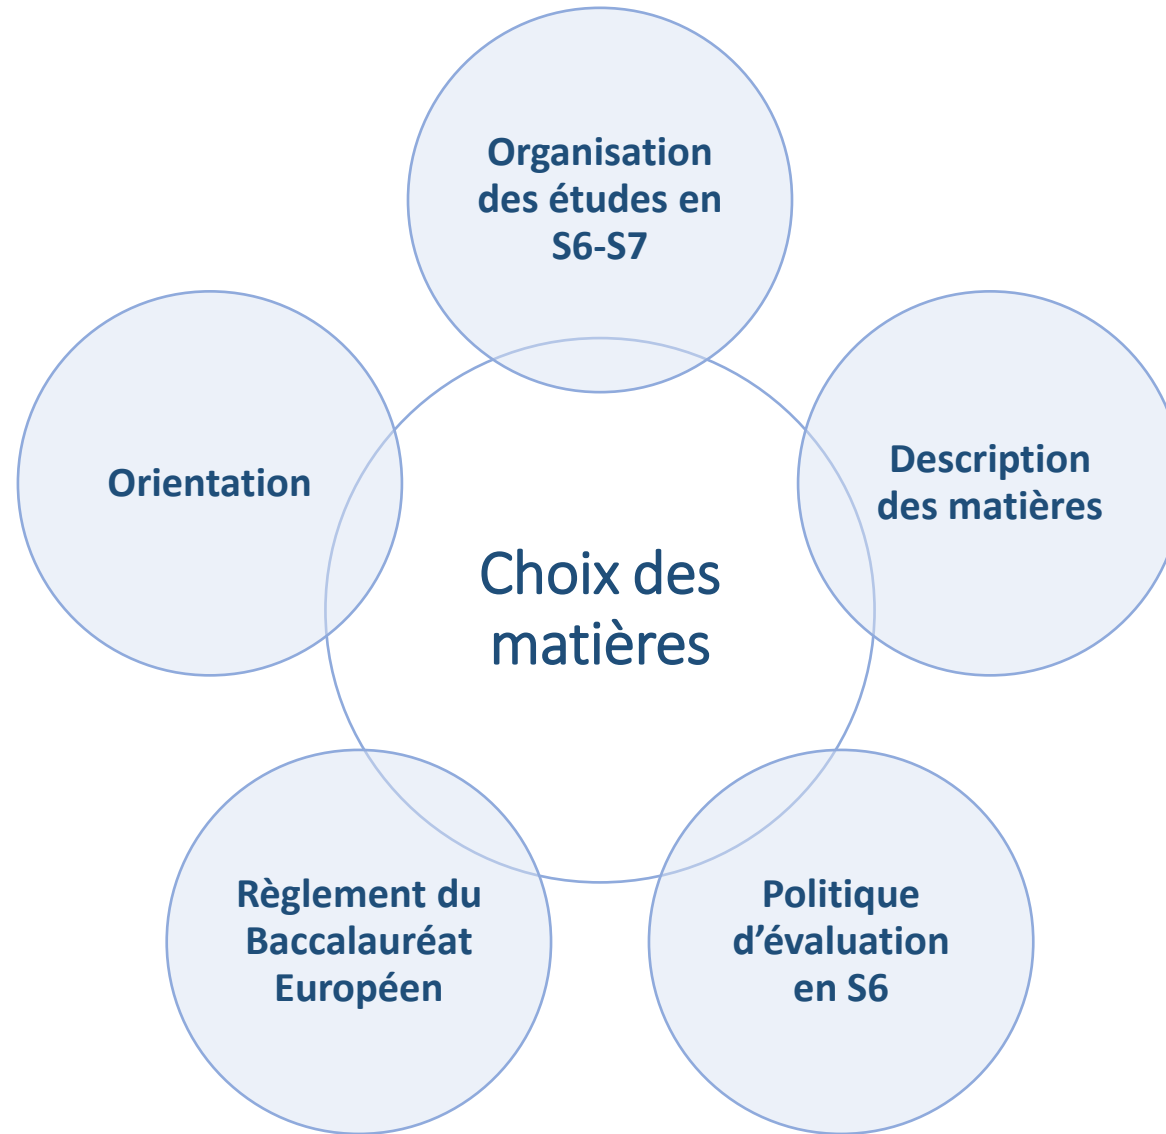 Organisation
des études en
S6-S7
Orientation
Description
des matières
Choix des
matières
Règlement du
Baccalauréat
Européen
Politique
d’évaluation
en S6